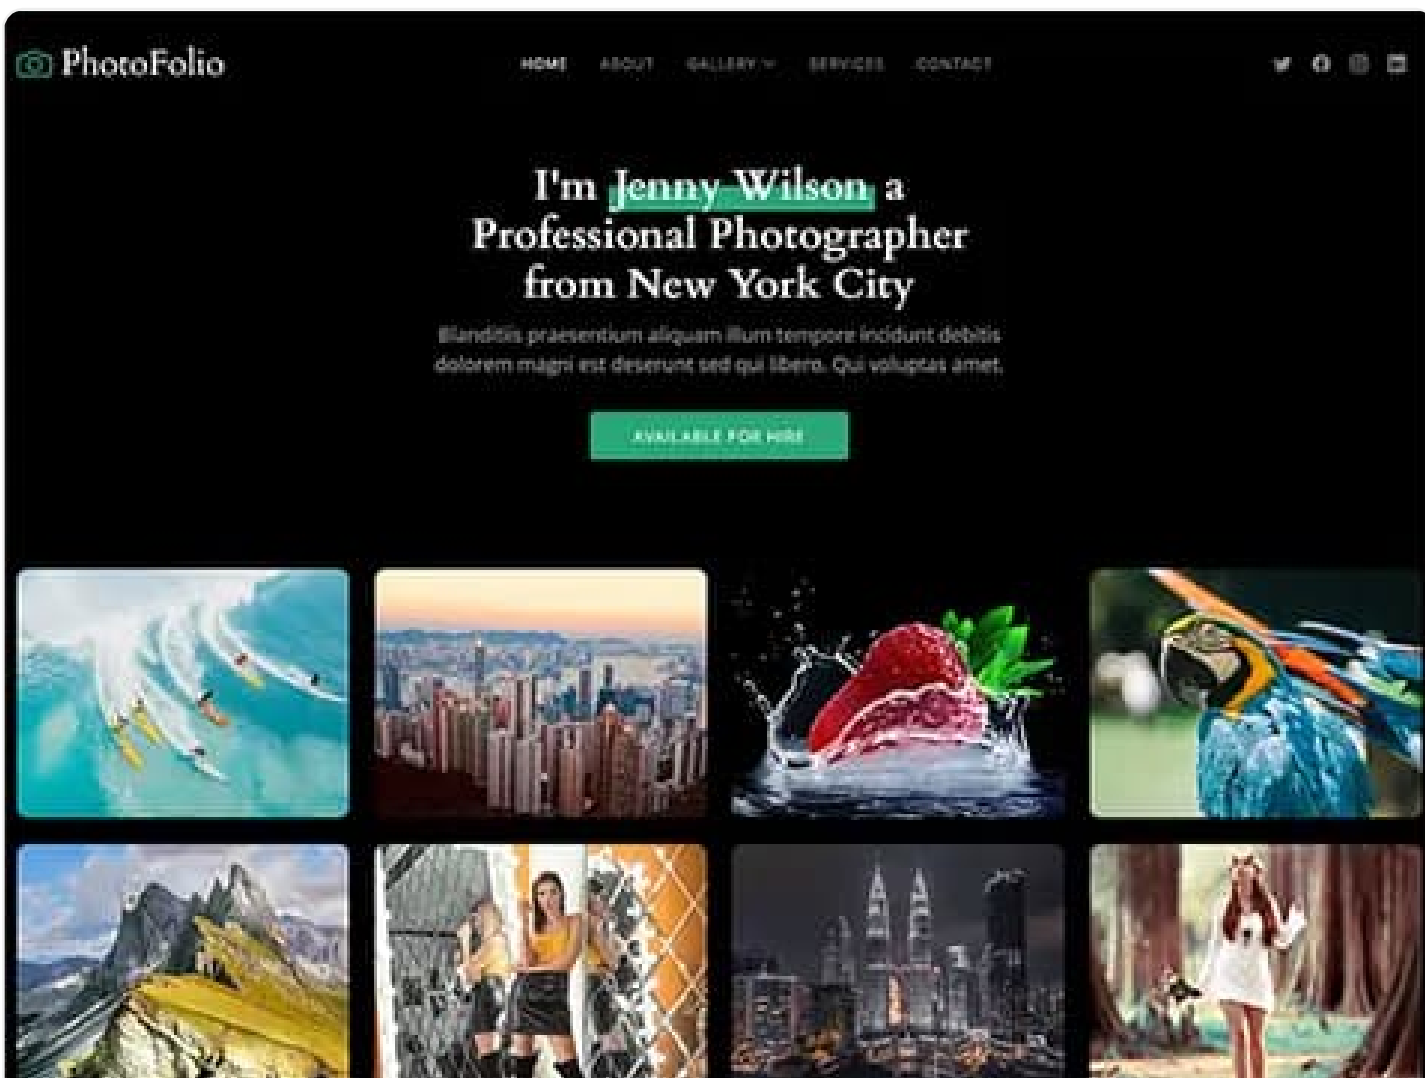 PhotoFolio
HOME ABOUT GALLERY SERVICES CONTACT
I'm Jenny Wilson a
Professional Photographer
from New York City
Blanditiis praesentium aliquam illum tempore incidunt debitis
dolorem magni est deserunt sed qui libero. Qui voluptas amet.
AVAILABLE FOR HIRE